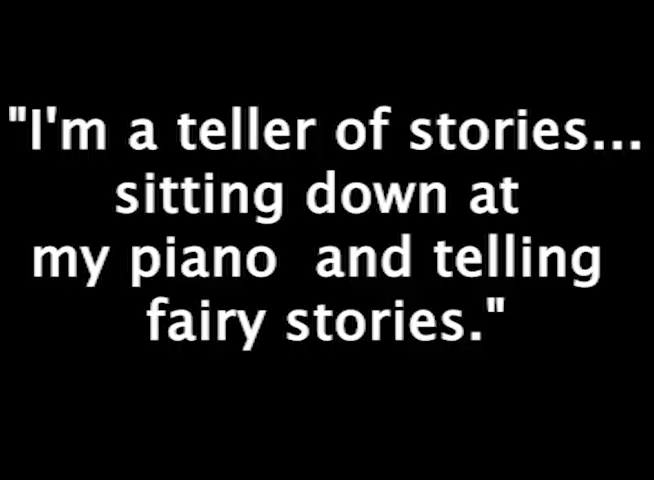 "I'm a teller of stories...
sitting down at
my piano  and telling
fairy stories."